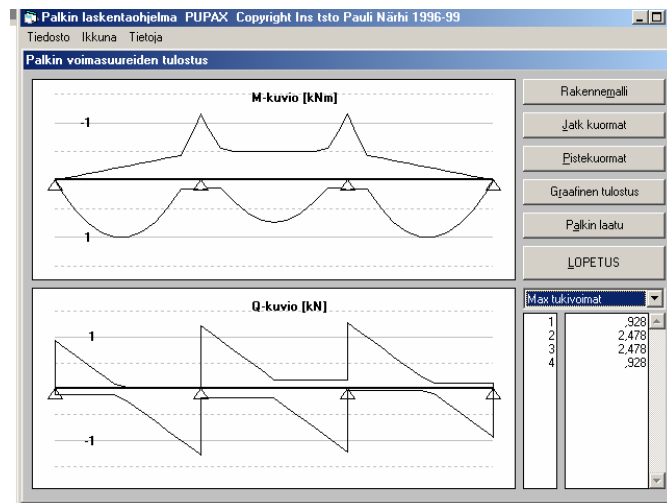 Palkin laskentaohjelma PUPAX Copyright Ins tsto Pauli Närhi 1996-99
Tiedosto Ikkuna Tietoja
Palkin voimasuureiden tulostus
M-kuvio [kNm]
-1
1
Q-kuvio [kN]
1
-1
Rakennemalli
Jatk kuormat
Pistekuormat
Graafinen tulostus
Palkin laatu
LOPETUS
Max tukivoimat
1 ,928
2 2,478
3 2,478
4 ,928